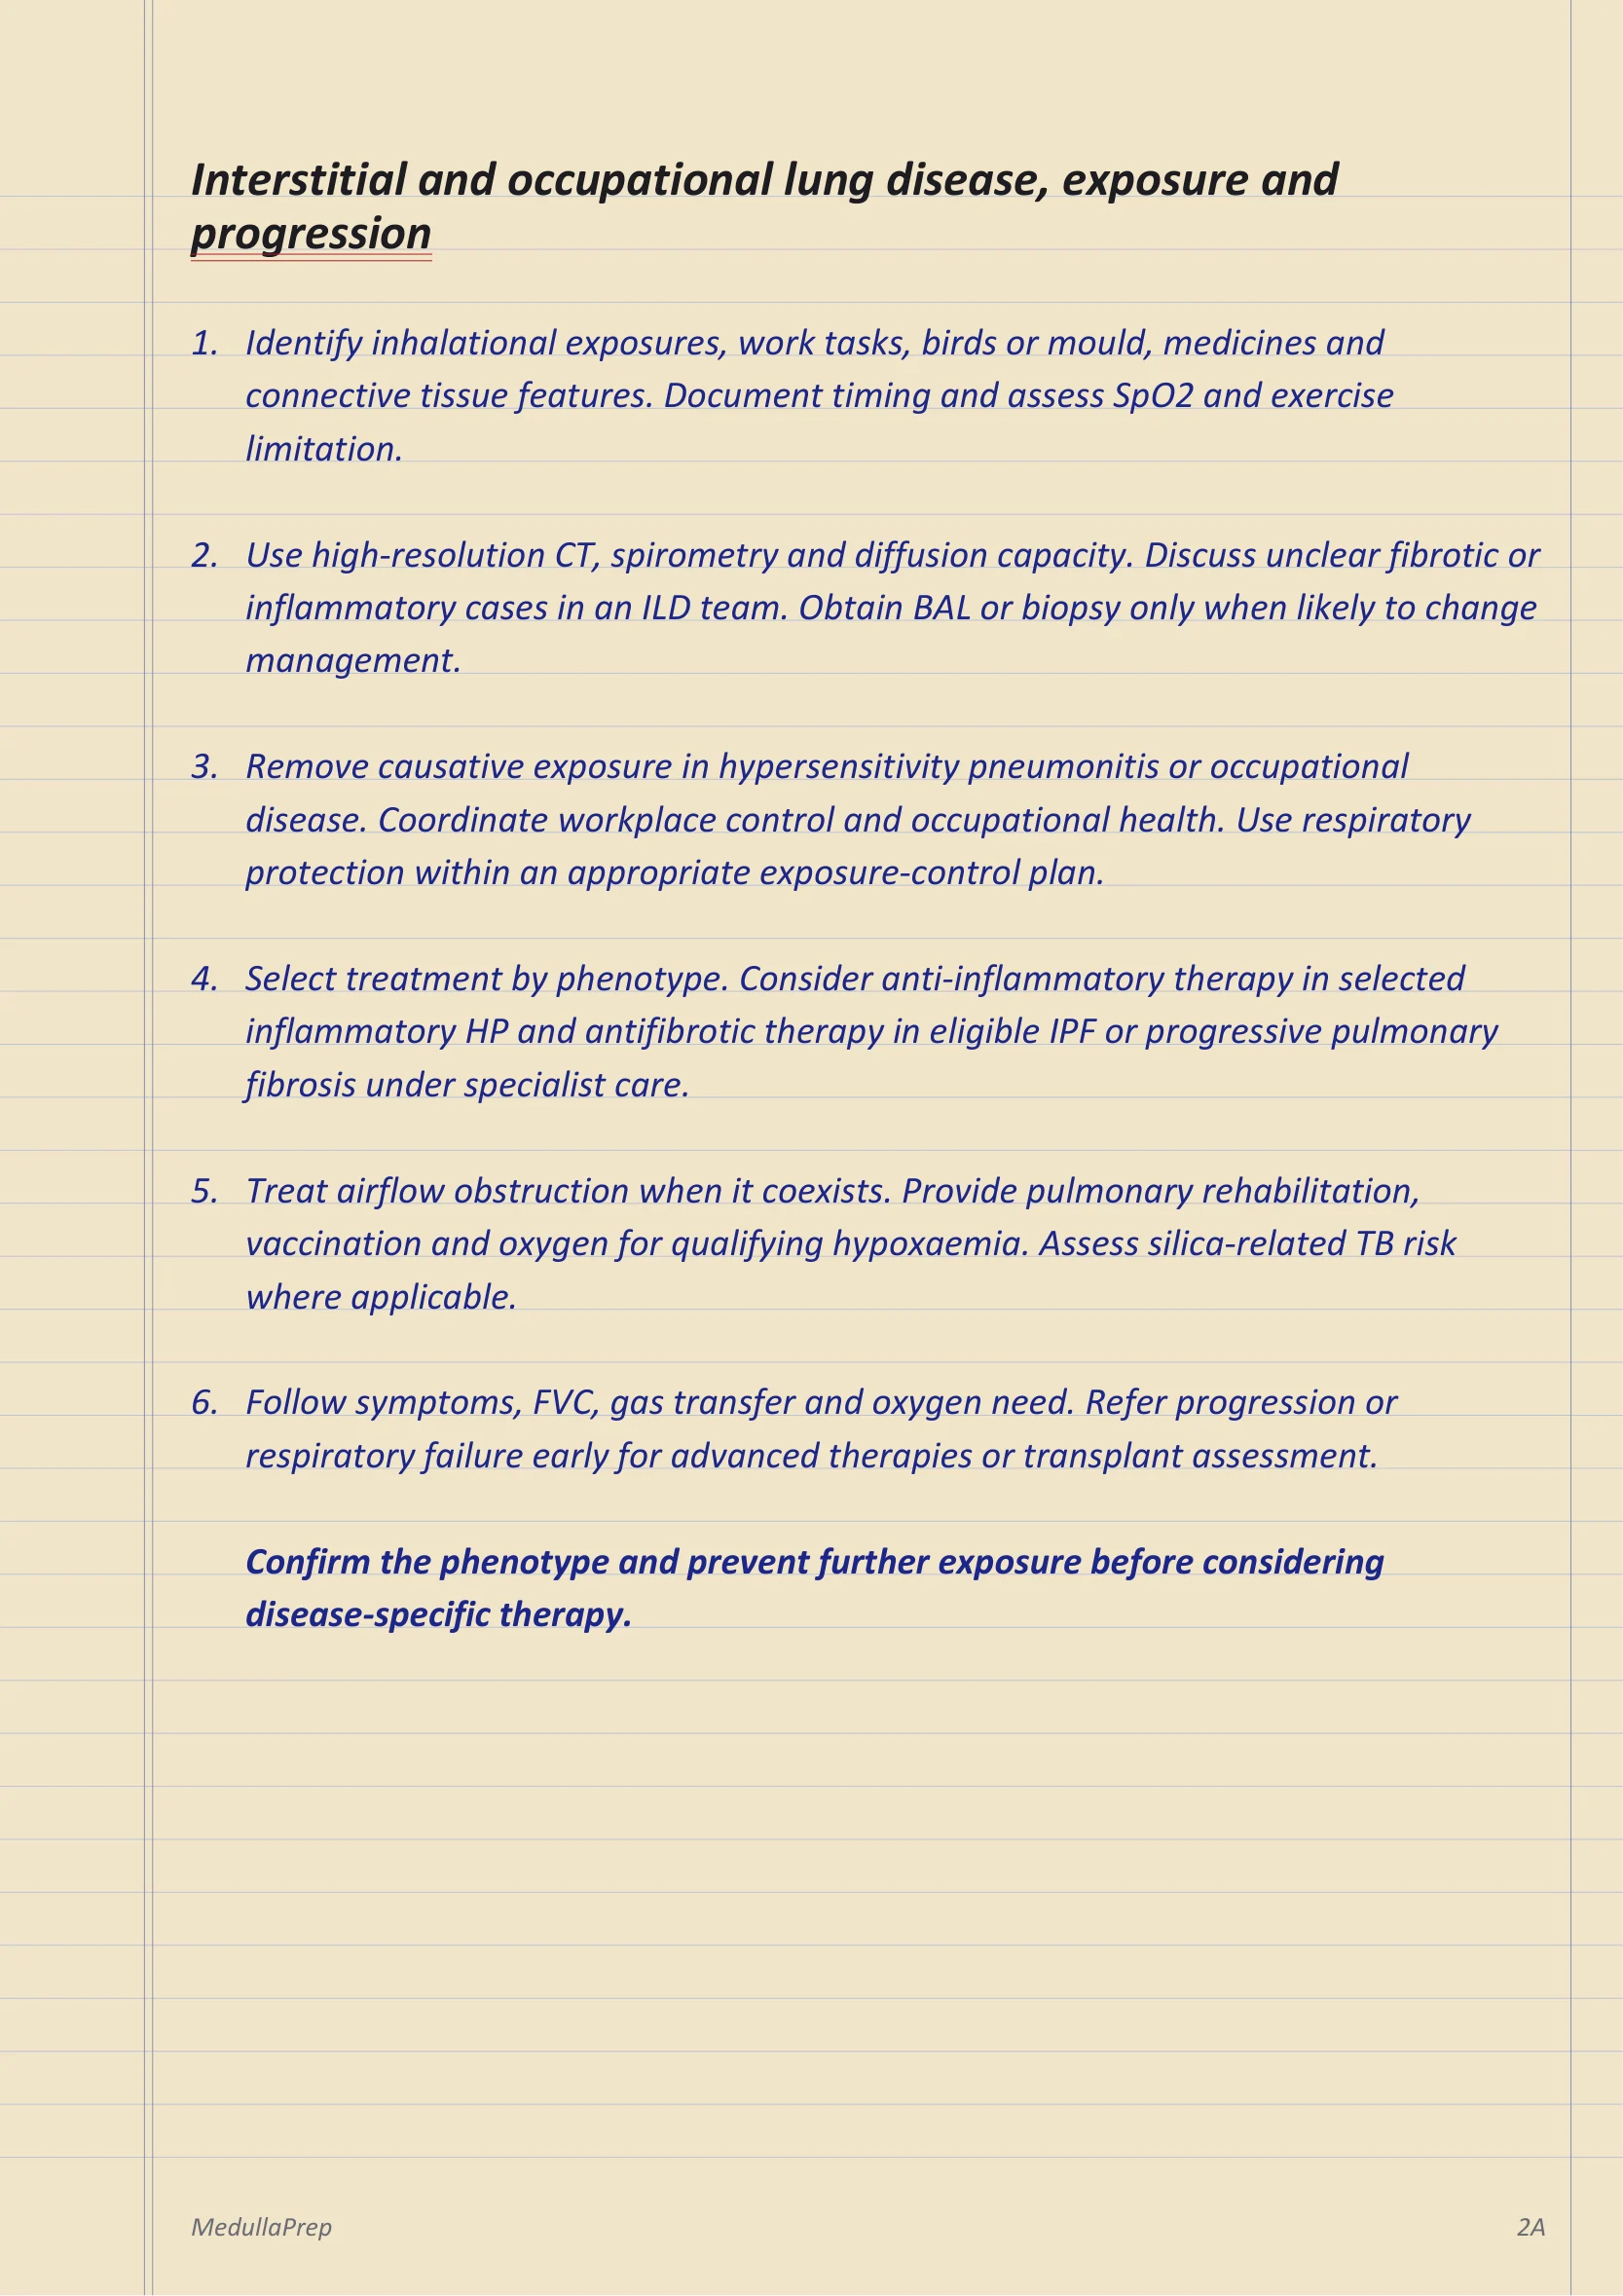 Interstitial and occupational lung disease, exposure and
progression
1. Identify inhalational exposures, work tasks, birds or mould, medicines and
connective tissue features. Document timing and assess SpO2 and exercise
limitation.
2. Use high-resolution CT, spirometry and diffusion capacity. Discuss unclear fibrotic or
inflammatory cases in an ILD team. Obtain BAL or biopsy only when likely to change
management.
3. Remove causative exposure in hypersensitivity pneumonitis or occupational
disease. Coordinate workplace control and occupational health. Use respiratory
protection within an appropriate exposure-control plan.
4. Select treatment by phenotype. Consider anti-inflammatory therapy in selected
inflammatory HP and antifibrotic therapy in eligible IPF or progressive pulmonary
fibrosis under specialist care.
5. Treat airflow obstruction when it coexists. Provide pulmonary rehabilitation,
vaccination and oxygen for qualifying hypoxaemia. Assess silica-related TB risk
where applicable.
6. Follow symptoms, FVC, gas transfer and oxygen need. Refer progression or
respiratory failure early for advanced therapies or transplant assessment.
Confirm the phenotype and prevent further exposure before considering
disease-specific therapy.
MedullaPrep
2A